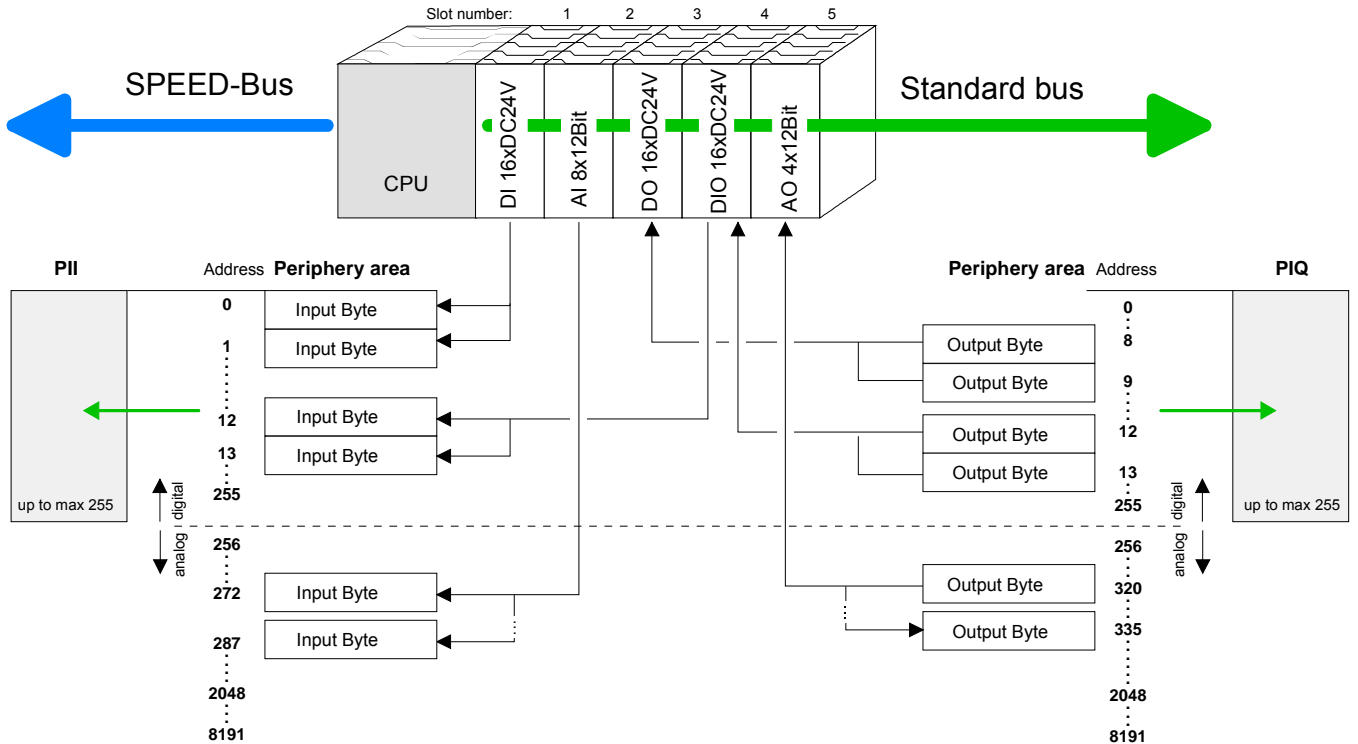 Slot number: 1 2 3 4 5
SPEED-Bus
Standard bus
CPU
DI 16xDC24V
AI 8x12Bit
DO 16xDC24V
DIO 16xDC24V
AO 4x12Bit
PII
Address Periphery area
0
Input Byte
1
Input Byte
12
Input Byte
13
Input Byte
255
up to max 255
digital
analog
256
272
Input Byte
287
Input Byte
2048
8191
Periphery area Address
PIQ
0
8
Output Byte
9
Output Byte
12
Output Byte
13
Output Byte
255
up to max 255
digital
analog
256
320
Output Byte
335
Output Byte
2048
8191